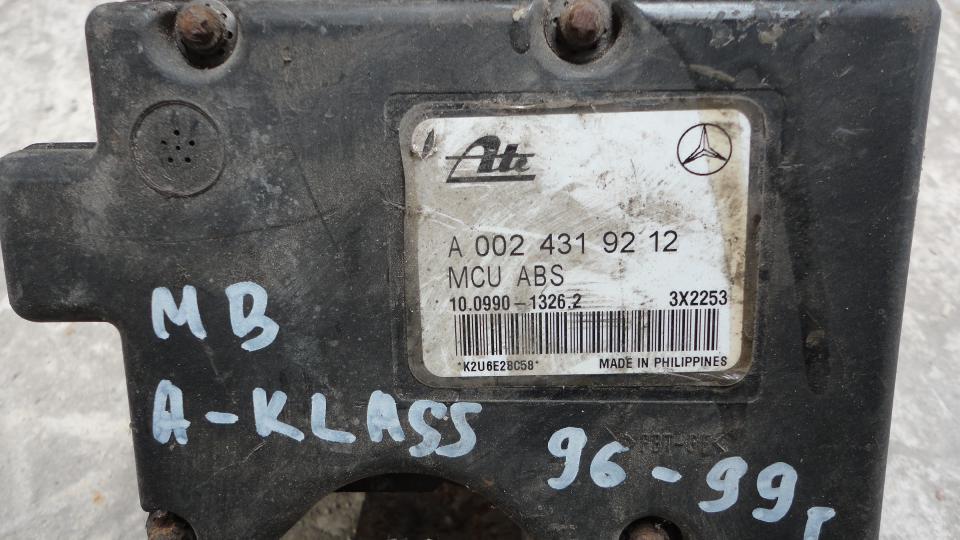 Ate
A 002 431 92 12
MCU ABS
10.0990-1326.2 3X2253
*K2U6E28C58* MADE IN PHILIPPINES
MB
A-KLASS
96-99г